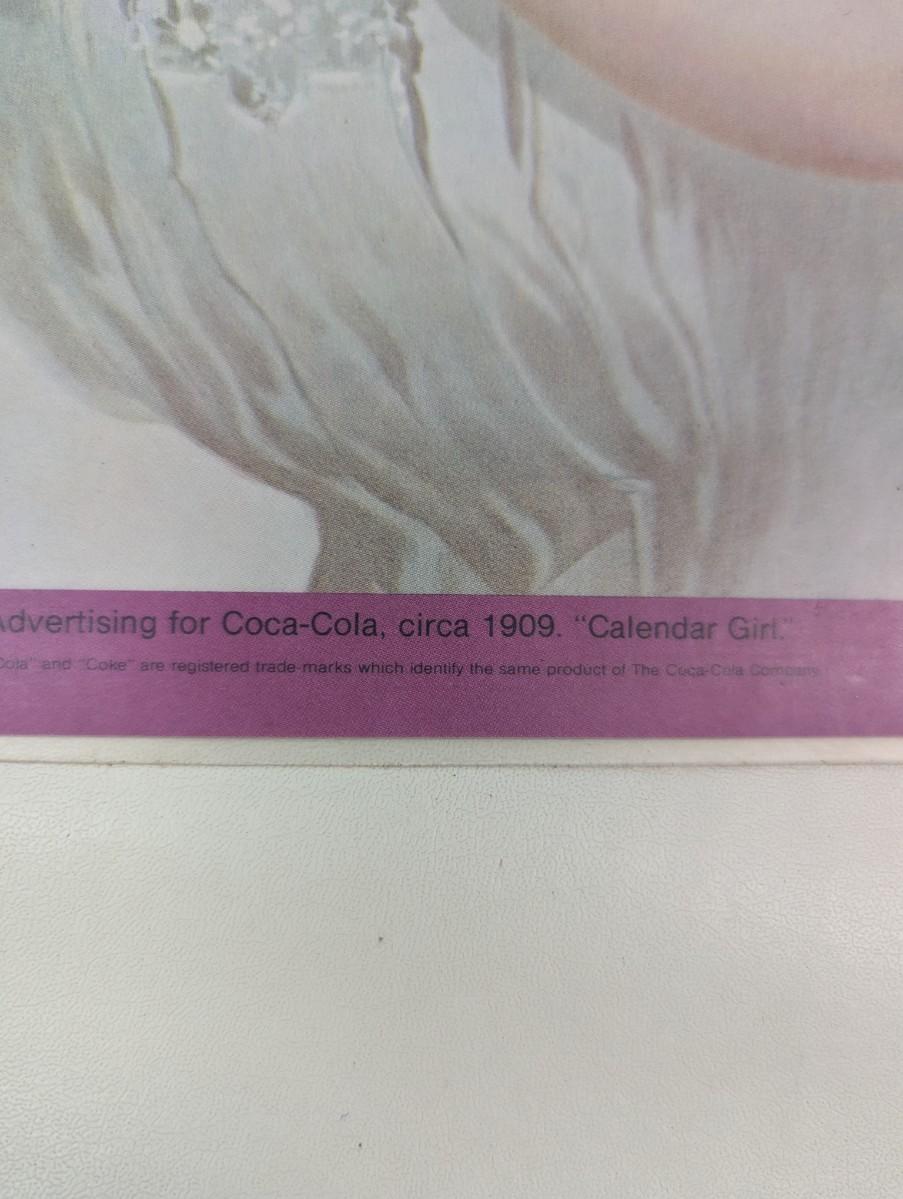 Advertising for Coca-Cola, circa 1909. “Calendar Girl.”
Cola” and “Coke” are registered trade-marks which identify the same product of The Coca-Cola Company.